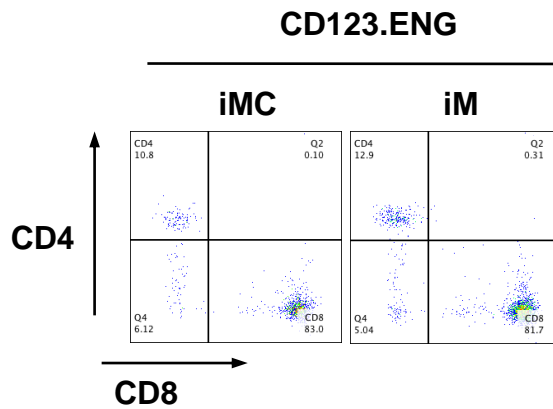 CD123.ENG
iMC
iM
CD4
10.8
Q2
0.10
CD4
12.9
Q2
0.31
CD4
Q4
6.12
CD8
83.0
Q4
5.04
CD8
81.7
CD8